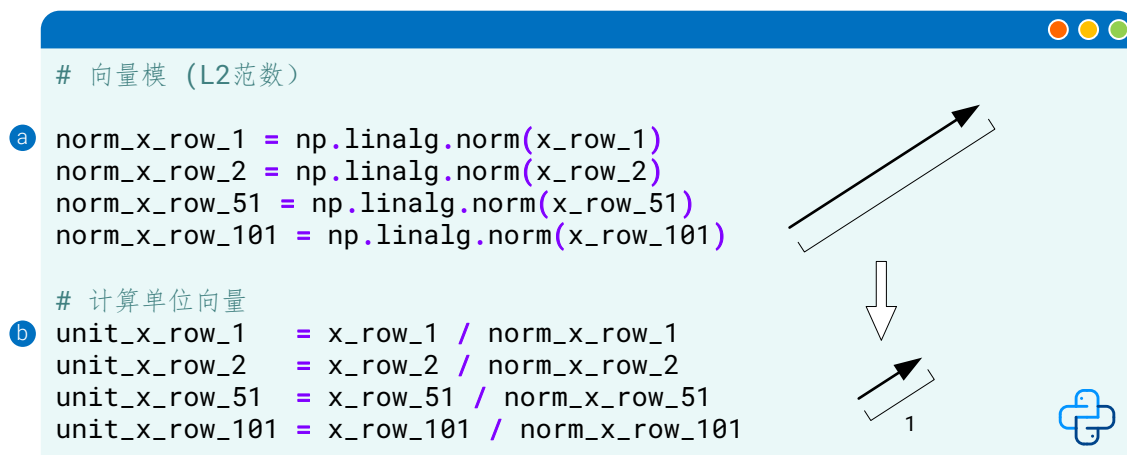 # 向量模 (L2范数）
a norm_x_row_1 = np.linalg.norm(x_row_1)
norm_x_row_2 = np.linalg.norm(x_row_2)
norm_x_row_51 = np.linalg.norm(x_row_51)
norm_x_row_101 = np.linalg.norm(x_row_101)
# 计算单位向量
b unit_x_row_1   = x_row_1 / norm_x_row_1
unit_x_row_2   = x_row_2 / norm_x_row_2
unit_x_row_51  = x_row_51 / norm_x_row_51
unit_x_row_101 = x_row_101 / norm_x_row_101
1